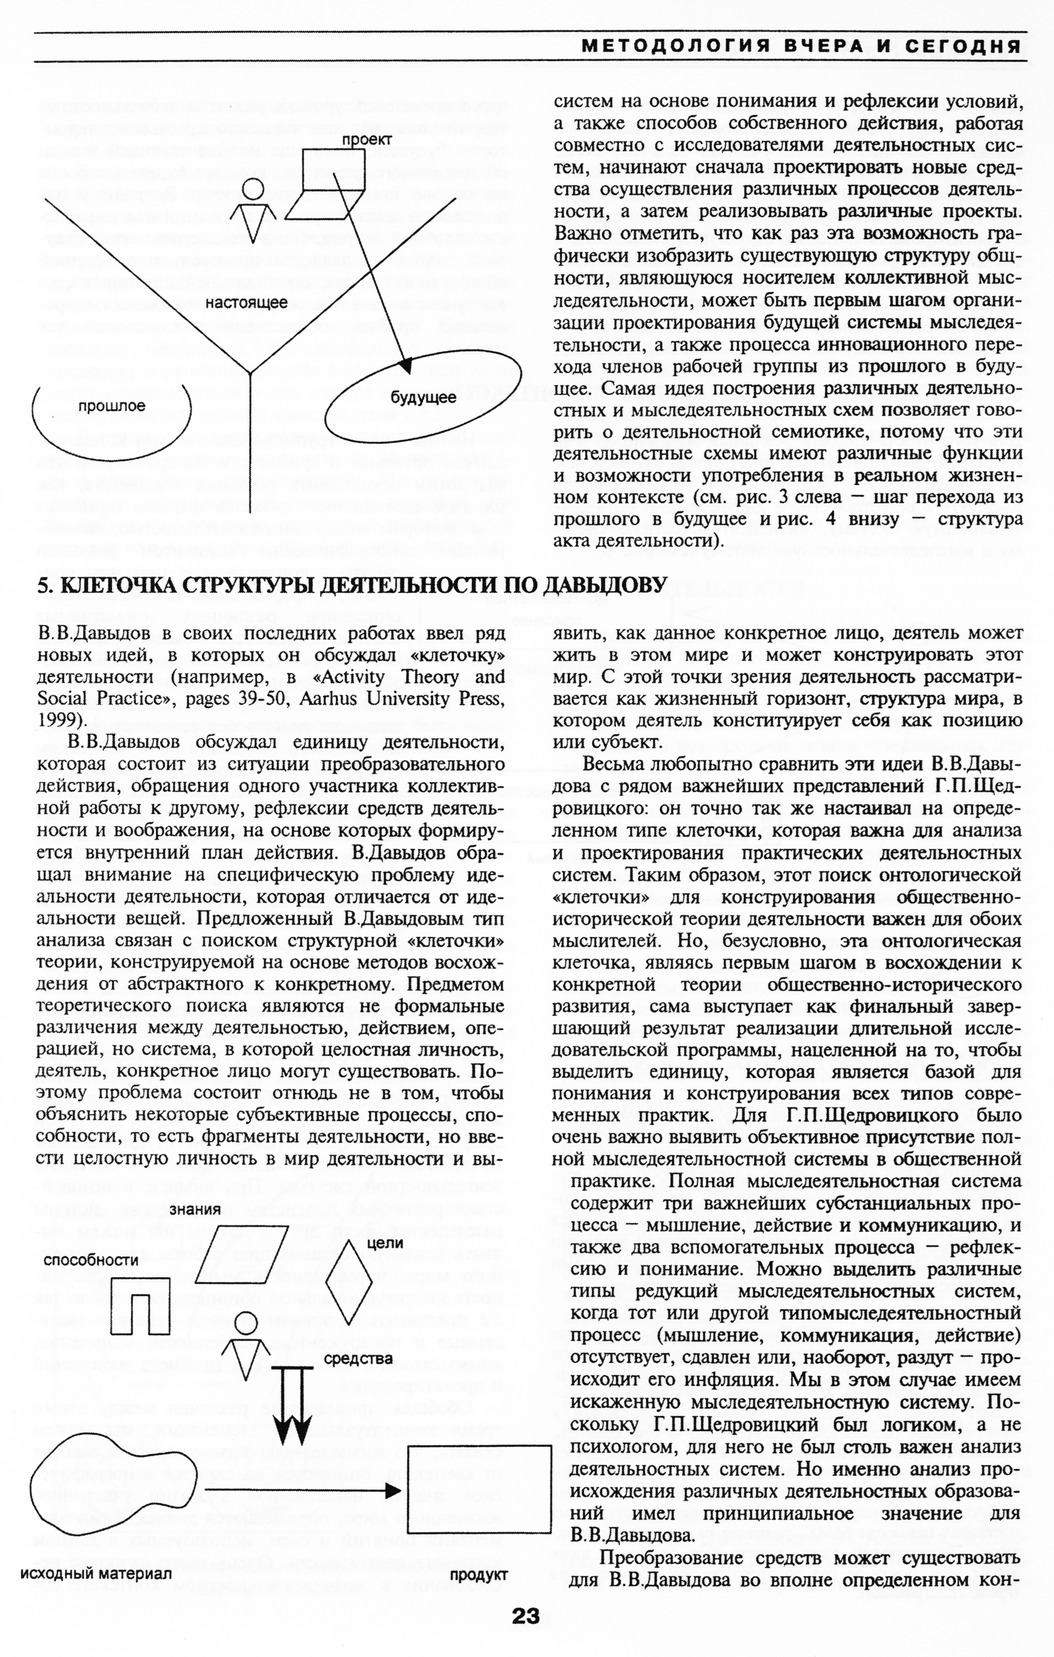 МЕТОДОЛОГИЯ ВЧЕРА И СЕГОДНЯ
проект
настоящее
прошлое
будущее
систем на основе понимания и рефлексии условий,
а также способов собственного действия, работая
совместно с исследователями деятельностных сис-
тем, начинают сначала проектировать новые сред-
ства осуществления различных процессов деятель-
ности, а затем реализовывать различные проекты.
Важно отметить, что как раз эта возможность гра-
фически изобразить существующую структуру общ-
ности, являющуюся носителем коллективной мыс-
ледеятельности, может быть первым шагом органи-
зации проектирования будущей системы мыследея-
тельности, а также процесса инновационного пере-
хода членов рабочей группы из прошлого в буду-
щее. Самая идея построения различных деятельно-
стных и мыследеятельностных схем позволяет гово-
рить о деятельностной семиотике, потому что эти
деятельностные схемы имеют различные функции
и возможности употребления в реальном жизнен-
ном контексте (см. рис. 3 слева — шаг перехода из
прошлого в будущее и рис. 4 внизу — структура
акта деятельности).
5. КЛЕТОЧКА СТРУКТУРЫ ДЕЯТЕЛЬНОСТИ ПО ДАВЫДОВУ
В.В.Давыдов в своих последних работах ввел ряд
новых идей, в которых он обсуждал «клеточку»
деятельности (например, в «Activity Theory and
Social Practice», pages 39-50, Aarhus University Press,
1999).
В.В.Давыдов обсуждал единицу деятельности,
которая состоит из ситуации преобразовательного
действия, обращения одного участника коллектив-
ной работы к другому, рефлексии средств деятель-
ности и воображения, на основе которых формиру-
ется внутренний план действия. В.Давыдов обра-
щал внимание на специфическую проблему иде-
альности деятельности, которая отличается от иде-
альности вещей. Предложенный В.Давыдовым тип
анализа связан с поиском структурной «клеточки»
теории, конструируемой на основе методов восхож-
дения от абстрактного к конкретному. Предметом
теоретического поиска являются не формальные
различения между деятельностью, действием, опе-
рацией, но система, в которой целостная личность,
деятель, конкретное лицо могут существовать. По-
этому проблема состоит отнюдь не в том, чтобы
объяснить некоторые субъективные процессы, спо-
собности, то есть фрагменты деятельности, но вве-
сти целостную личность в мир деятельности и вы-
явить, как данное конкретное лицо, деятель может
жить в этом мире и может конструировать этот
мир. С этой точки зрения деятельность рассматри-
вается как жизненный горизонт, структура мира, в
котором деятель конституирует себя как позицию
или субъект.
Весьма любопытно сравнить эти идеи В.В.Давы-
дова с рядом важнейших представлений Г.П.Щед-
ровицкого: он точно так же настаивал на опреде-
ленном типе клеточки, которая важна для анализа
и проектирования практических деятельностных
систем. Таким образом, этот поиск онтологической
«клеточки» для конструирования общественно-
исторической теории деятельности важен для обоих
мыслителей. Но, безусловно, эта онтологическая
клеточка, являясь первым шагом в восхождении к
конкретной теории общественно-исторического
развития, сама выступает как финальный завер-
шающий результат реализации длительной иссле-
довательской программы, нацеленной на то, чтобы
выделить единицу, которая является базой для
понимания и конструирования всех типов совре-
менных практик. Для Г.П.Щедровицкого было
очень важно выявить объективное присутствие пол-
ной мыследеятельностной системы в общественной
практике. Полная мыследеятельностная система
содержит три важнейших субстанциальных про-
цесса — мышление, действие и коммуникацию, и
также два вспомогательных процесса — рефлек-
сию и понимание. Можно выделить различные
типы редукций мыследеятельностных систем,
когда тот или другой типомыследеятельностный
процесс (мышление, коммуникация, действие)
отсутствует, сдавлен или, наоборот, раздут — про-
исходит его инфляция. Мы в этом случае имеем
искаженную мыследеятельностную систему. По-
скольку Г.П.Щедровицкий был логиком, а не
психологом, для него не был столь важен анализ
деятельностных систем. Но именно анализ про-
исхождения различных деятельностных образова-
ний имел принципиальное значение для
В.В.Давыдова.
Преобразование средств может существовать
для В.В.Давыдова во вполне определенном кон-
знания
способности
цели
средства
исходный материал
продукт
23